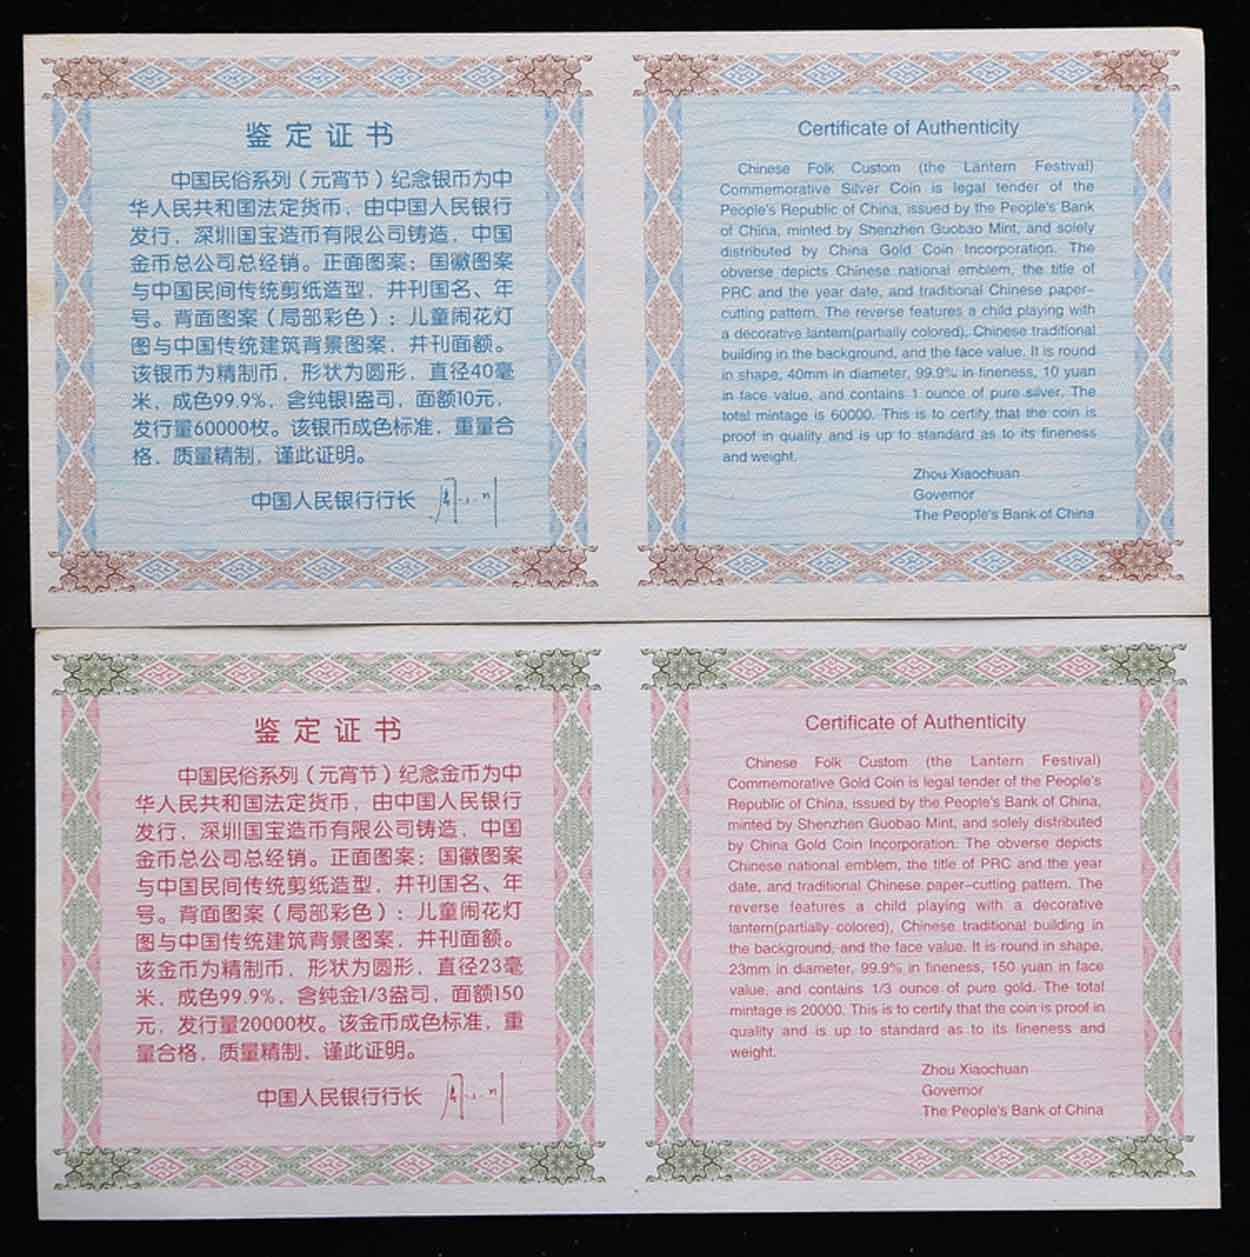 鉴定证书
中国民俗系列（元宵节）纪念银币为中
华人民共和国法定货币，由中国人民银行
发行，深圳国宝造币有限公司铸造，中国
金币总公司总经销。正面图案：国徽图案
与中国民间传统剪纸造型，并刊国名、年
号。背面图案（局部彩色）：儿童闹花灯
图与中国传统建筑背景图案，并刊面额。
该银币为精制币，形状为圆形，直径40毫
米，成色99.9%，含纯银1盎司，面额10元，
发行量60000枚。该银币成色标准，重量合
格，质量精制，谨此证明。
中国人民银行行长
Certificate of Authenticity
Chinese Folk Custom (the Lantern Festival)
Commemorative Silver Coin is legal tender of the
People's Republic of China, issued by the People's Bank
of China, minted by Shenzhen Guobao Mint, and solely
distributed by China Gold Coin Incorporation. The
obverse depicts Chinese national emblem, the title of
PRC and the year date, and traditional Chinese paper-
cutting pattern. The reverse features a child playing with
a decorative lantern(partially colored), Chinese traditional
building in the background, and the face value. It is round
in shape, 40mm in diameter, 99.9% in fineness, 10 yuan
in face value, and contains 1 ounce of pure silver. The
total mintage is 60000. This is to certify that the coin is
proof in quality and is up to standard as to its fineness
and weight.
Zhou Xiaochuan
Governor
The People's Bank of China
鉴定证书
中国民俗系列（元宵节）纪念金币为中
华人民共和国法定货币，由中国人民银行
发行，深圳国宝造币有限公司铸造，中国
金币总公司总经销。正面图案：国徽图案
与中国民间传统剪纸造型，并刊国名、年
号。背面图案（局部彩色）：儿童闹花灯
图与中国传统建筑背景图案，并刊面额。
该金币为精制币，形状为圆形，直径23毫
米，成色99.9%，含纯金1/3盎司，面额150
元，发行量20000枚。该金币成色标准，重
量合格，质量精制，谨此证明。
中国人民银行行长
Certificate of Authenticity
Chinese Folk Custom (the Lantern Festival)
Commemorative Gold Coin is legal tender of the People's
Republic of China, issued by the People's Bank of China,
minted by Shenzhen Guobao Mint, and solely distributed
by China Gold Coin Incorporation. The obverse depicts
Chinese national emblem, the title of PRC and the year
date, and traditional Chinese paper-cutting pattern. The
reverse features a child playing with a decorative
lantern(partially colored), Chinese traditional building in
the background, and the face value. It is round in shape,
23mm in diameter, 99.9% in fineness, 150 yuan in face
value, and contains 1/3 ounce of pure gold. The total
mintage is 20000. This is to certify that the coin is proof in
quality and is up to standard as to its fineness and
weight.
Zhou Xiaochuan
Governor
The People's Bank of China